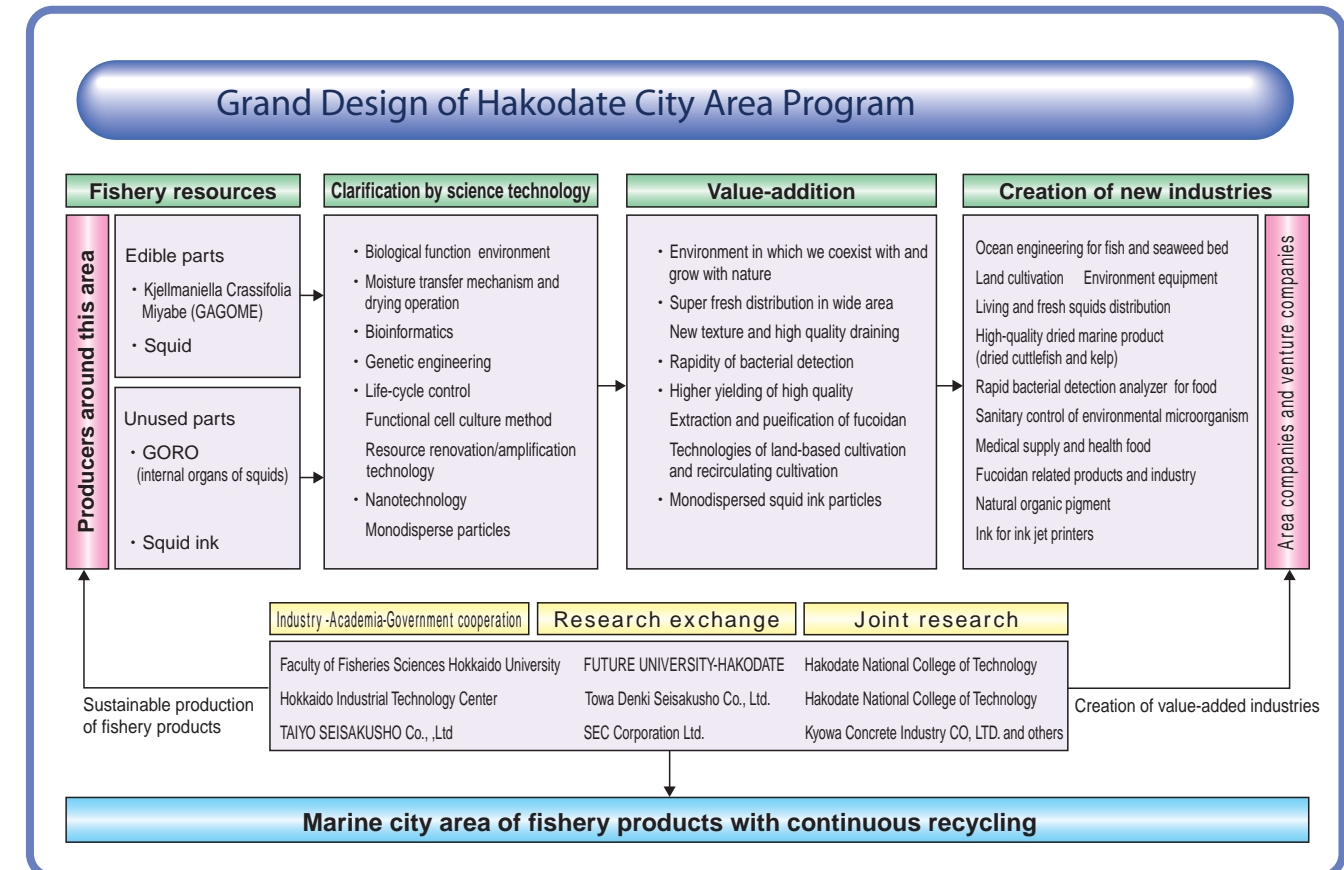 Grand Design of Hakodate City Area Program
Fishery resources
Clarification by science technology
Value-addition
Creation of new industries
Producers around this area
Edible parts
・Kjellmaniella Crassifolia
Miyabe (GAGOME)
・Squid
Unused parts
・GORO
(internal organs of squids)
・Squid ink
・Biological function environment
・Moisture transfer mechanism and
drying operation
・Bioinformatics
・Genetic engineering
・Life-cycle control
Functional cell culture method
Resource renovation/amplification
technology
・Nanotechnology
Monodisperse particles
・Environment in which we coexist with and
grow with nature
・Super fresh distribution in wide area
New texture and high quality draining
・Rapidity of bacterial detection
・Higher yielding of high quality
Extraction and pueification of fucoidan
Technologies of land-based cultivation
and recirculating cultivation
・Monodispersed squid ink particles
Ocean engineering for fish and seaweed bed
Land cultivation Environment equipment
Living and fresh squids distribution
High-quality dried marine product
(dried cuttlefish and kelp)
Rapid bacterial detection analyzer for food
Sanitary control of environmental microorganism
Medical supply and health food
Fucoidan related products and industry
Natural organic pigment
Ink for ink jet printers
Area companies and venture companies
Industry -Academia-Government cooperation
Research exchange
Joint research
Faculty of Fisheries Sciences Hokkaido University
FUTURE UNIVERSITY-HAKODATE
Hakodate National College of Technology
Hokkaido Industrial Technology Center
Towa Denki Seisakusho Co., Ltd.
Hakodate National College of Technology
TAIYO SEISAKUSHO Co., ,Ltd
SEC Corporation Ltd.
Kyowa Concrete Industry CO, LTD. and others
Sustainable production
of fishery products
Creation of value-added industries
Marine city area of fishery products with continuous recycling